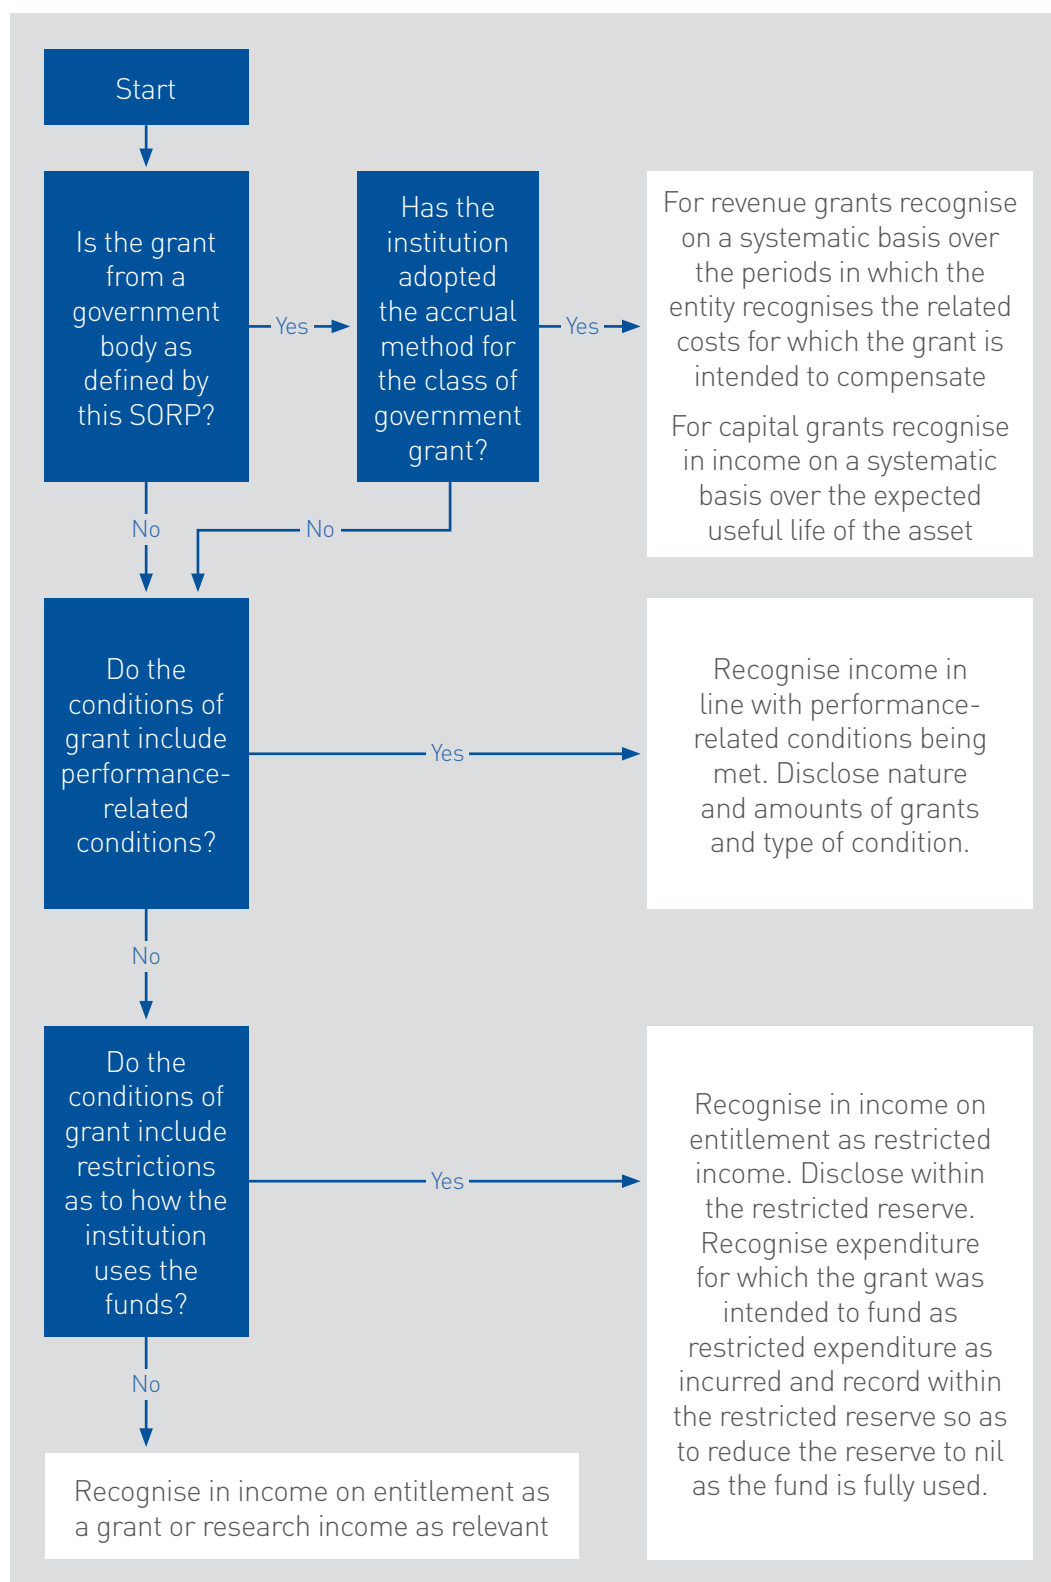 Start
Is the grant
from a
government
body as
defined by
this SORP?
Yes
Has the
institution
adopted
the accrual
method for
the class of
government
grant?
Yes
For revenue grants recognise
on a systematic basis over
the periods in which the
entity recognises the related
costs for which the grant is
intended to compensate
For capital grants recognise
in income on a systematic
basis over the expected
useful life of the asset
No
No
Do the
conditions of
grant include
performance-
related
conditions?
Yes
Recognise income in
line with performance-
related conditions being
met. Disclose nature
and amounts of grants
and type of condition.
No
Do the
conditions of
grant include
restrictions
as to how the
institution
uses the
funds?
Yes
Recognise in income on
entitlement as restricted
income. Disclose within
the restricted reserve.
Recognise expenditure
for which the grant was
intended to fund as
restricted expenditure as
incurred and record within
the restricted reserve so as
to reduce the reserve to nil
as the fund is fully used.
No
Recognise in income on entitlement as
a grant or research income as relevant